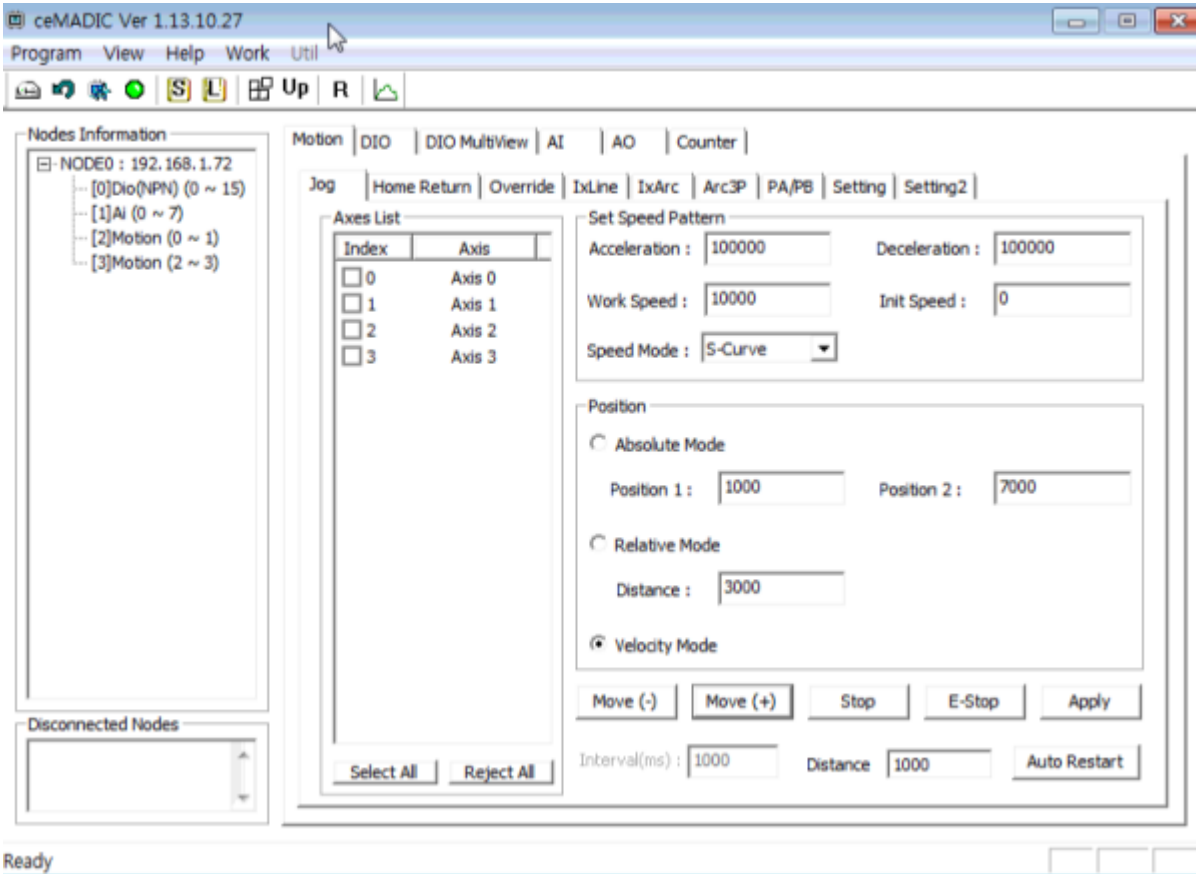 ceMADIC Ver 1.13.10.27
Program View Help Work Util
S L Up R
Nodes Information
NODE0 : 192.168.1.72
[0]Dio(NPN) (0 ~ 15)
[1]Ai (0 ~ 7)
[2]Motion (0 ~ 1)
[3]Motion (2 ~ 3)
Disconnected Nodes
Motion DIO DIO MultiView AI AO Counter
Jog Home Return Override IxLine IxArc Arc3P PA/PB Setting Setting2
Axes List
Index Axis
0 Axis 0
1 Axis 1
2 Axis 2
3 Axis 3
Select All Reject All
Set Speed Pattern
Acceleration : 100000 Deceleration : 100000
Work Speed : 10000 Init Speed : 0
Speed Mode : S-Curve
Position
Absolute Mode
Position 1 : 1000 Position 2 : 7000
Relative Mode
Distance : 3000
Velocity Mode
Move (-) Move (+) Stop E-Stop Apply
Interval(ms) : 1000 Distance 1000 Auto Restart
Ready